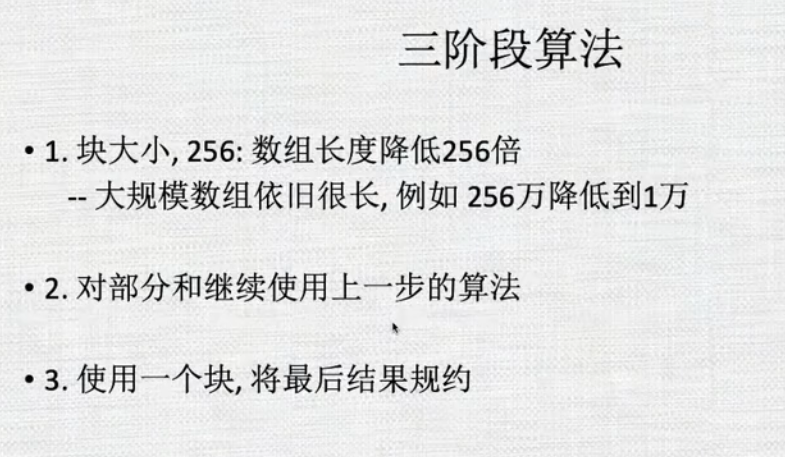 三阶段算法
• 1. 块大小, 256: 数组长度降低256倍
-- 大规模数组依旧很长, 例如 256万降低到1万
• 2. 对部分和继续使用上一步的算法
• 3. 使用一个块, 将最后结果规约